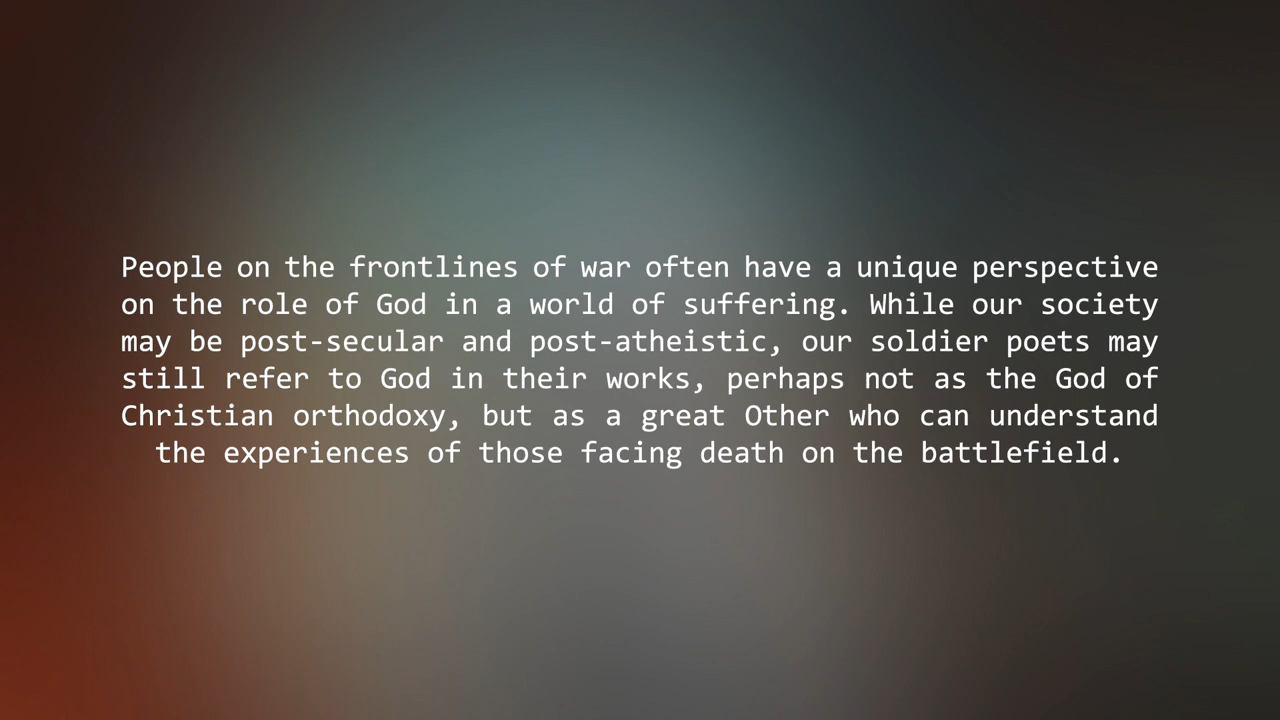 People on the frontlines of war often have a unique perspective
on the role of God in a world of suffering. While our society
may be post-secular and post-atheistic, our soldier poets may
still refer to God in their works, perhaps not as the God of
Christian orthodoxy, but as a great Other who can understand
the experiences of those facing death on the battlefield.